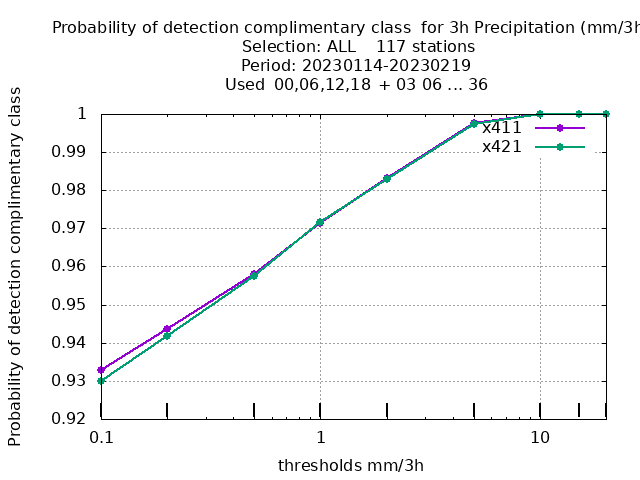 Probability of detection complimentary class for 3h Precipitation (mm/3h
Selection: ALL 117 stations
Period: 20230114-20230219
Used 00,06,12,18 + 03 06 ... 36
Probability of detection complimentary class
1
0.99
0.98
0.97
0.96
0.95
0.94
0.93
0.92
x411
x421
0.1
1
10
thresholds mm/3h